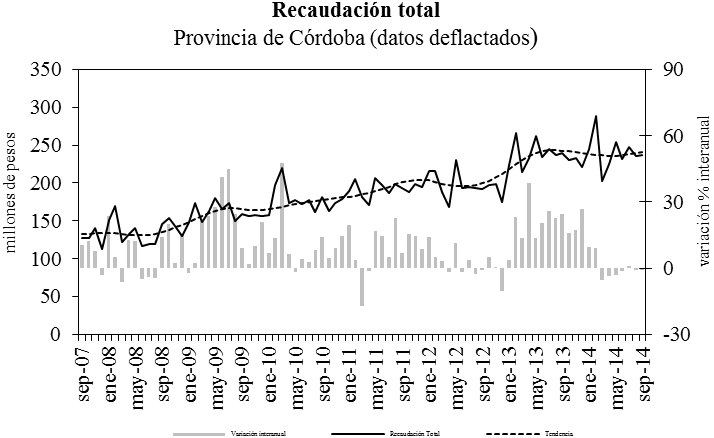 Recaudación total
Provincia de Córdoba (datos deflactados)
350
300
250
200
150
100
50
0
millones de pesos
90
60
30
0
-30
variación % interanual
sep-07
ene-08
may-08
sep-08
ene-09
may-09
sep-09
ene-10
may-10
sep-10
ene-11
may-11
sep-11
ene-12
may-12
sep-12
ene-13
may-13
sep-13
ene-14
may-14
sep-14
Variación interanual
Recaudación Total
Tendencia